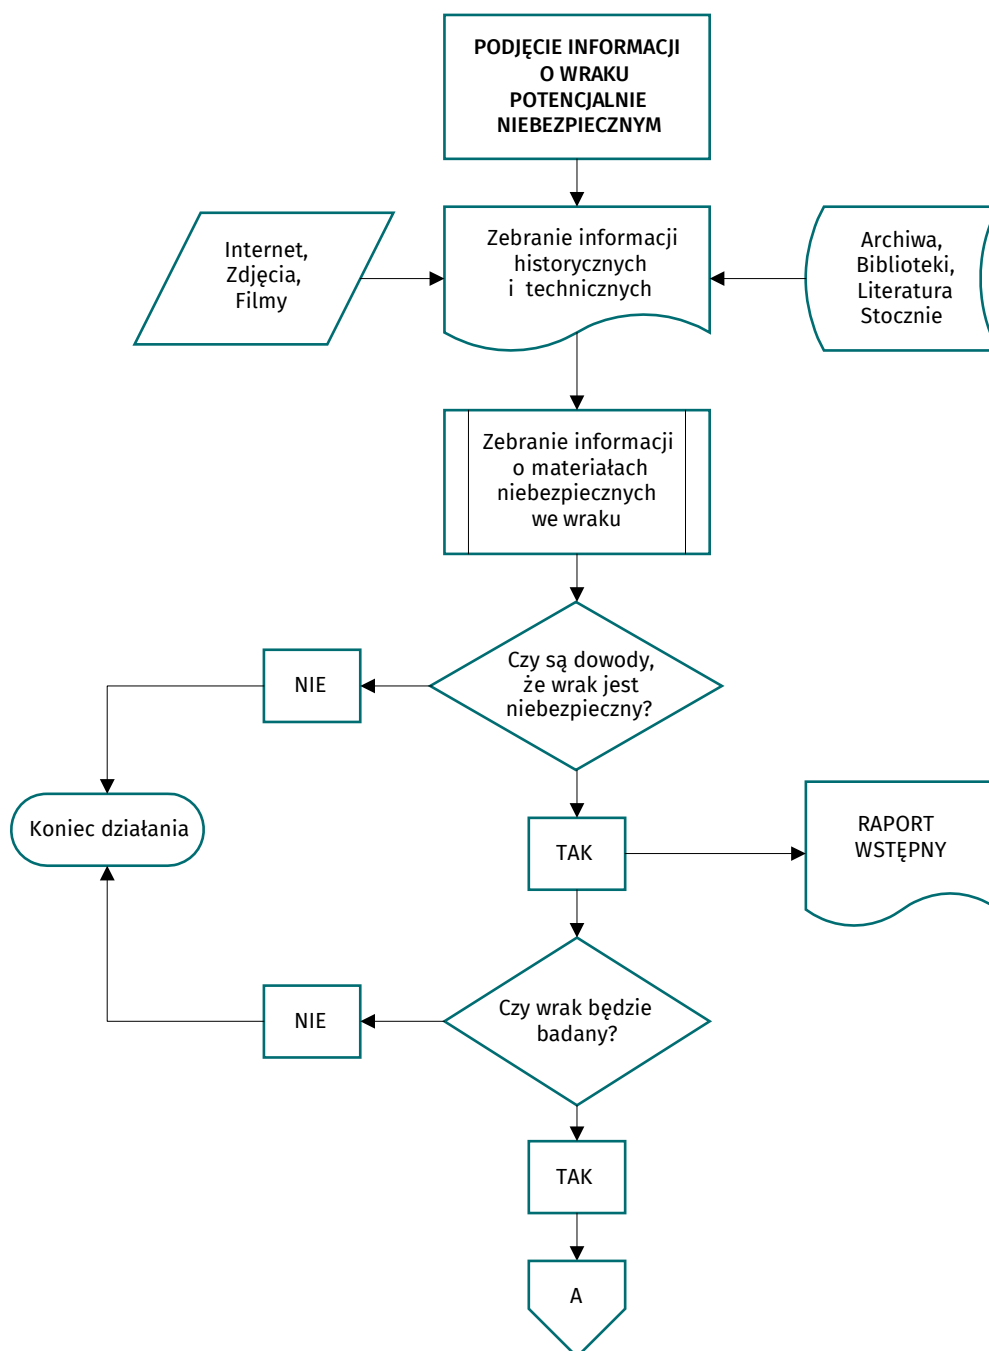 PODJĘCIE INFORMACJI
O WRAKU
POTENCJALNIE
NIEBEZPIECZNYM
Internet,
Zdjęcia,
Filmy
Zebranie informacji
historycznych
i technicznych
Archiwa,
Biblioteki,
Literatura
Stocznie
Zebranie informacji
o materiałach
niebezpiecznych
we wraku
Czy są dowody,
że wrak jest
niebezpieczny?
NIE
Koniec działania
TAK
RAPORT
WSTĘPNY
Czy wrak będzie
badany?
NIE
TAK
A